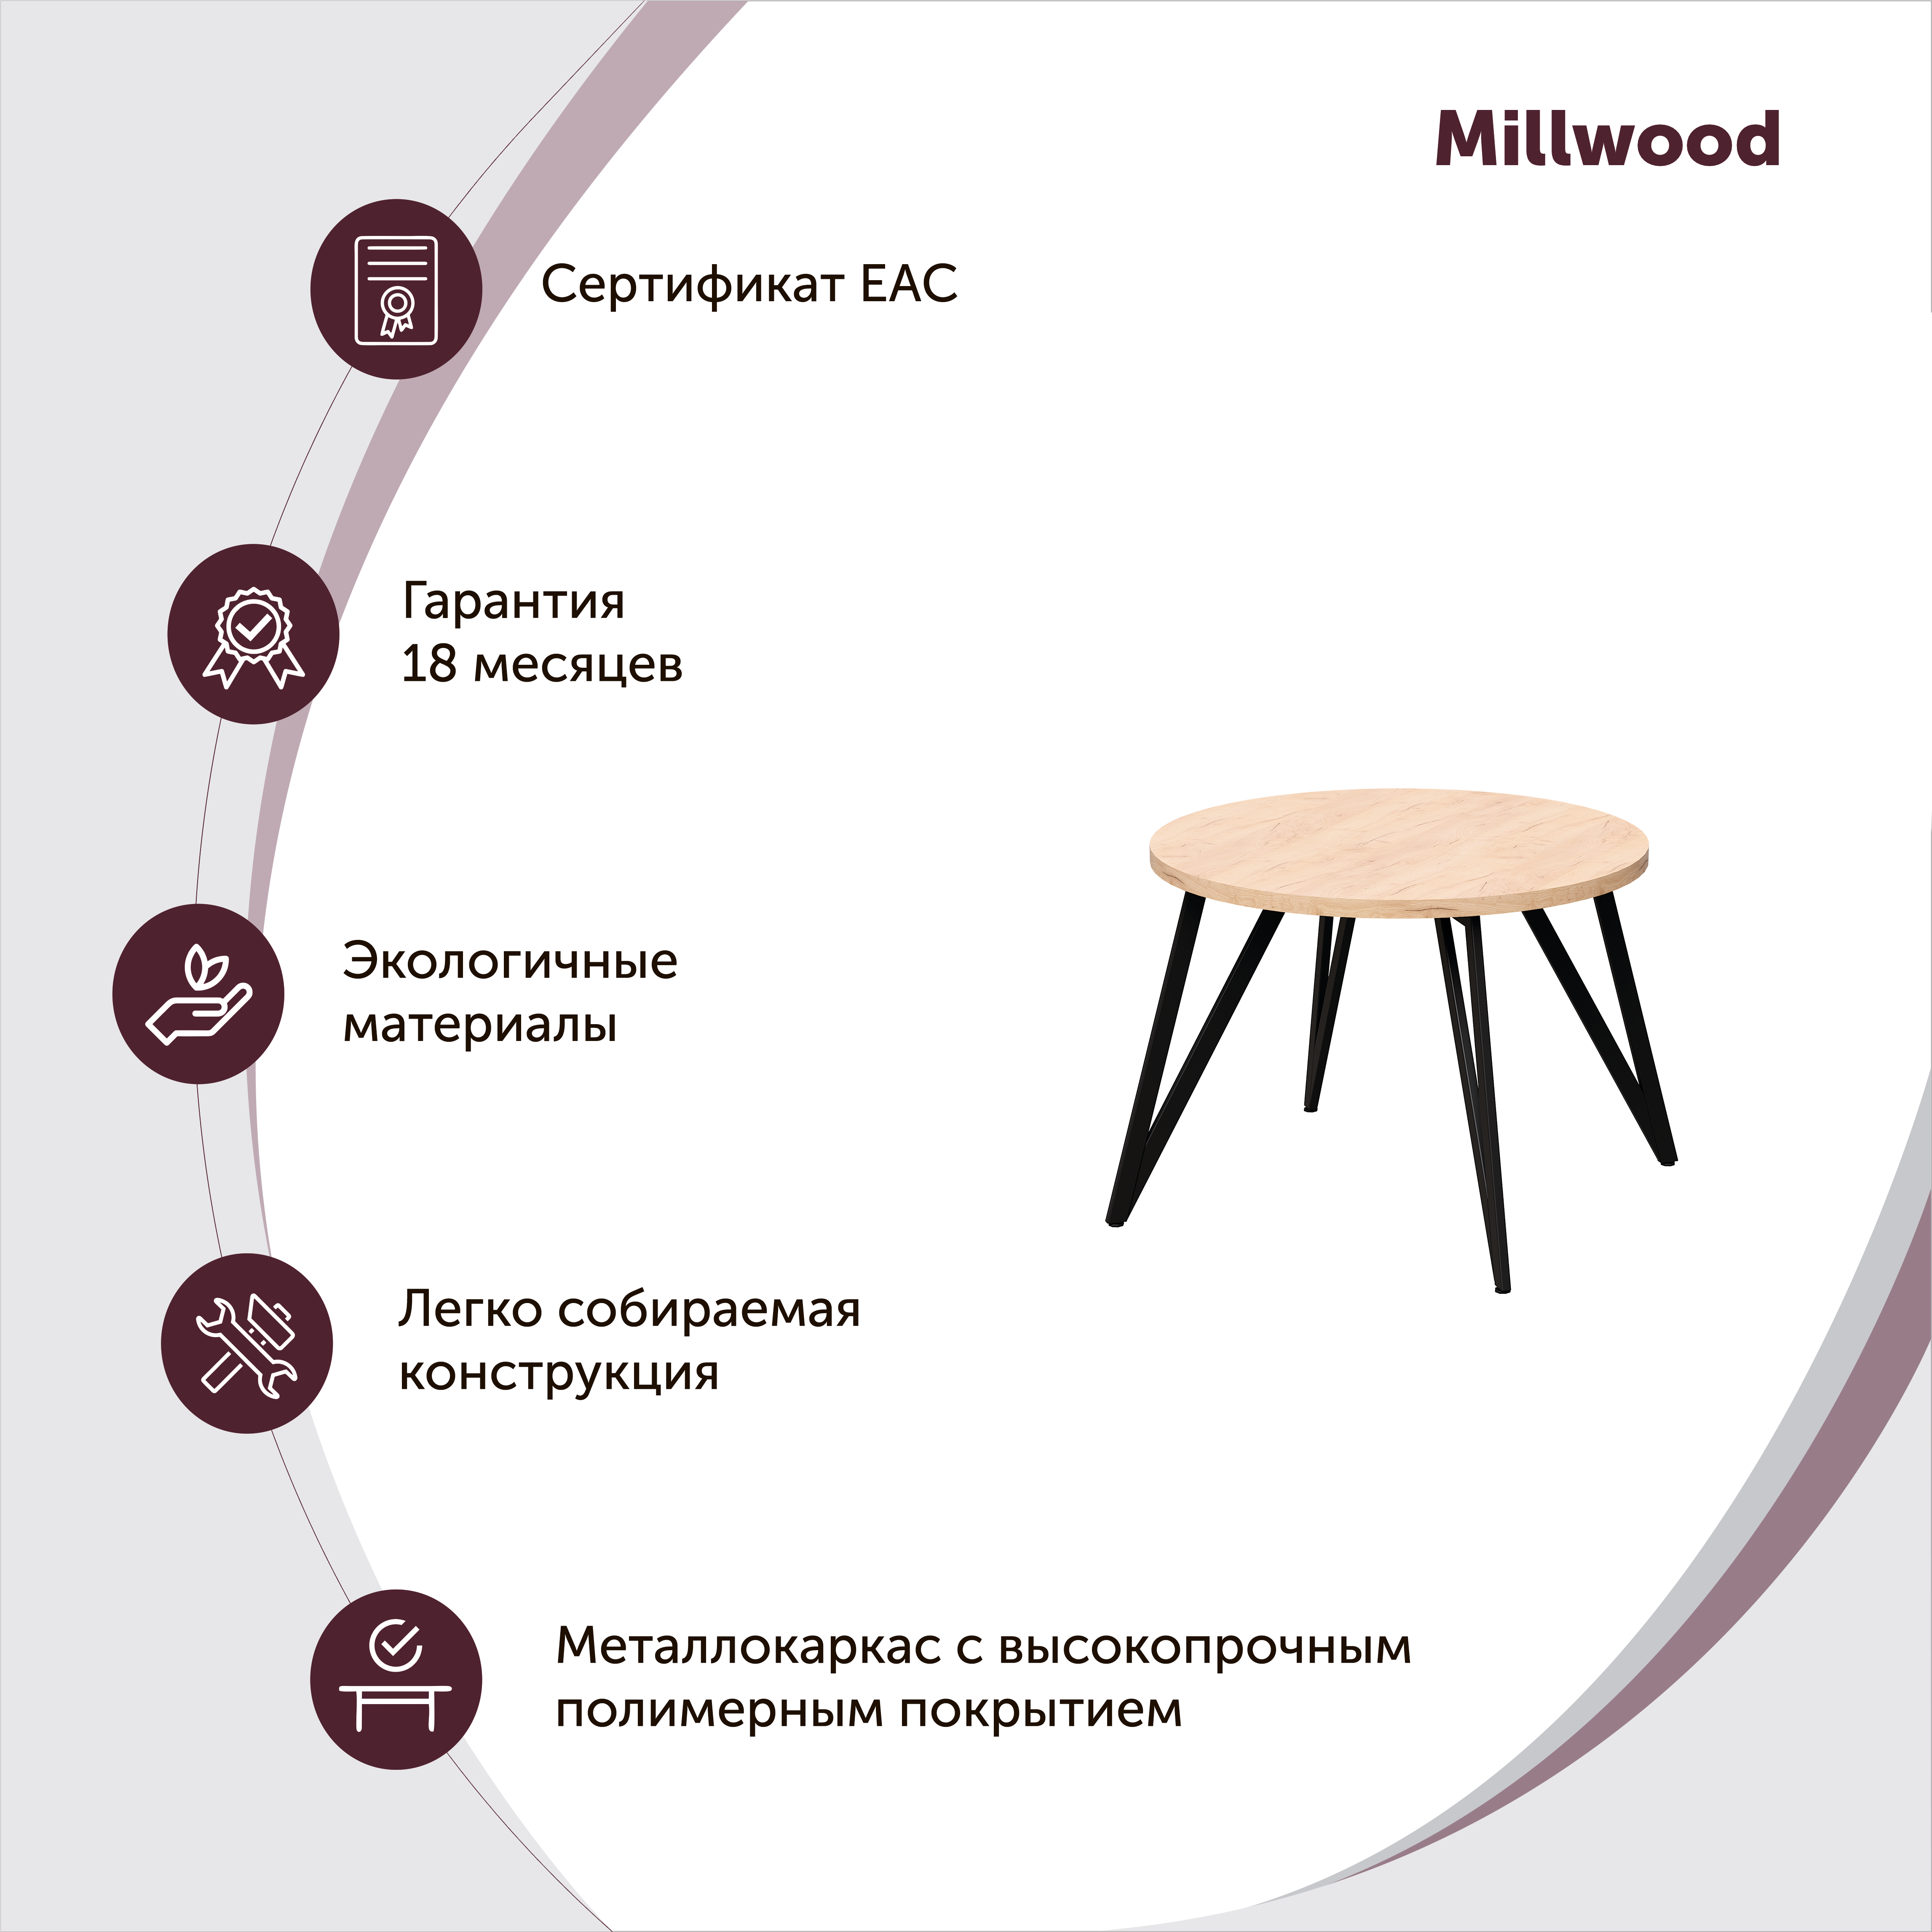 Millwood
Сертификат ЕАС
Гарантия
18 месяцев
Экологичные
материалы
Легко собираемая
конструкция
Металлокаркас с высокопрочным
полимерным покрытием